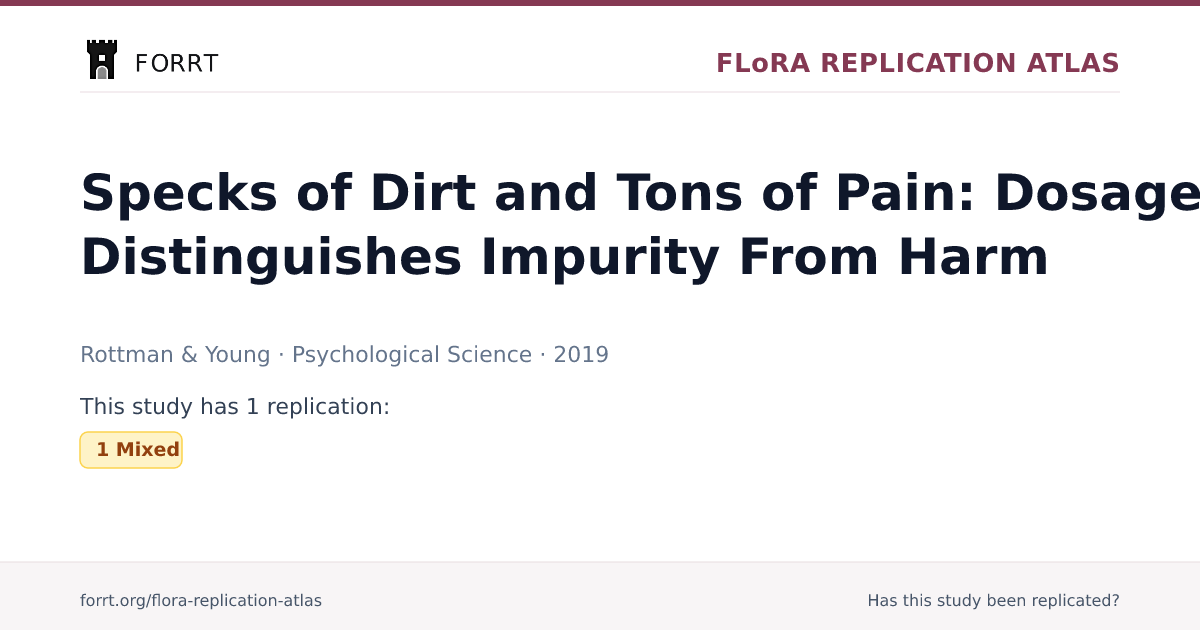 FORRT
FLoRA REPLICATION ATLAS
Specks of Dirt and Tons of Pain: Dosage
Distinguishes Impurity From Harm
Rottman & Young · Psychological Science · 2019
This study has 1 replication:
1 Mixed
forrt.org/flora-replication-atlas
Has this study been replicated?